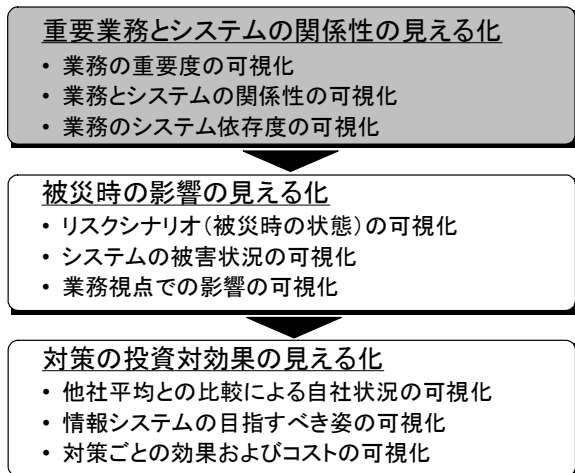 重要業務とシステムの関係性の見える化
• 業務の重要度の可視化
• 業務とシステムの関係性の可視化
• 業務のシステム依存度の可視化
被災時の影響の見える化
• リスクシナリオ(被災時の状態)の可視化
• システムの被害状況の可視化
• 業務視点での影響の可視化
対策の投資対効果の見える化
• 他社平均との比較による自社状況の可視化
• 情報システムの目指すべき姿の可視化
• 対策ごとの効果およびコストの可視化